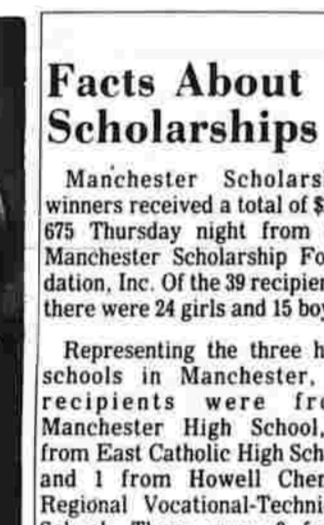 Facts About
Scholarships
Manchester Scholars
winners received a total of $
675 Thursday night from
Manchester Scholarship Fo
dation, Inc. Of the 39 recipien
there were 24 girls and 15 bo
Representing the three h
schools in Manchester,
recipients were fr
Manchester High School,
from East Catholic High Sch
and 1 from Howell Chen
Regional Vocational-Techni